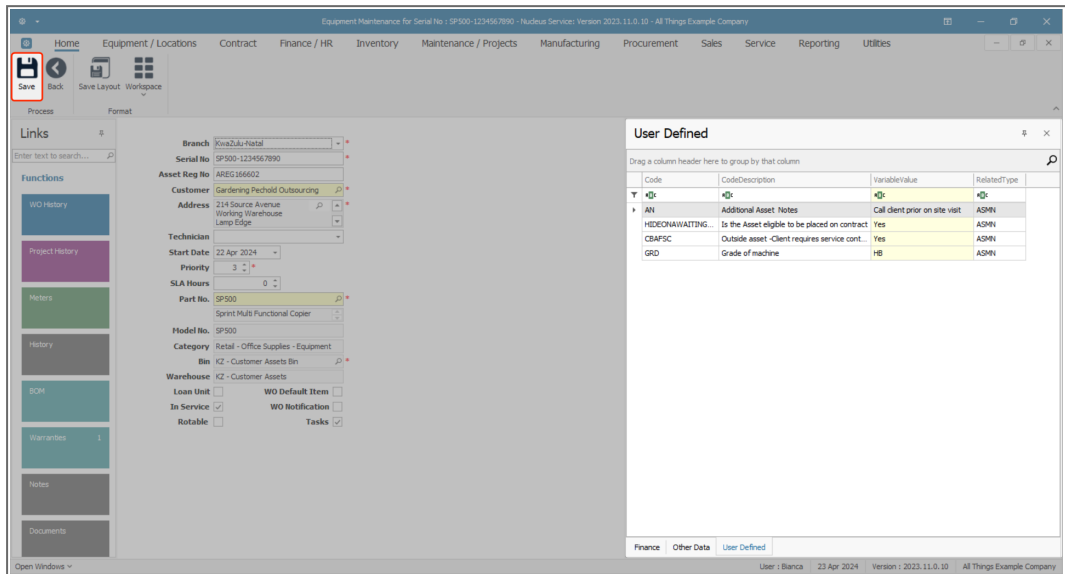 Equipment Maintenance for Serial No : SP500-1234567890 - Nucleus Service: Version 2023.11.0.10 - All Things Example Company
Home Equipment / Locations Contract Finance / HR Inventory Maintenance / Projects Manufacturing Procurement Sales Service Reporting Utilities
Save Back Save Layout Workspace
Process Format
Links
Enter text to search...
Functions
WO History
Project History
Meters
History
BOM
Warranties 1
Notes
Documents
Branch KwaZulu-Natal *
Serial No SP500-1234567890 *
Asset Reg No AREG166602
Customer Gardening Pechold Outsourcing *
Address 214 Source Avenue *
Working Warehouse
Lamp Edge
Technician
Start Date 22 Apr 2024
Priority 3 *
SLA Hours 0
Part No. SP500 *
Sprint Multi Functional Copier
Model No. SP500
Category Retail - Office Supplies - Equipment
Bin KZ - Customer Assets Bin *
Warehouse KZ - Customer Assets
Loan Unit WO Default Item
In Service WO Notification
Rotable Tasks
User Defined
Drag a column header here to group by that column
Code CodeDescription VariableValue RelatedType
AN Additional Asset Notes Call client prior on site visit ASMN
HIDEONAWAITING... Is the Asset eligible to be placed on contract Yes ASMN
CBAFSC Outside asset -Client requires service cont... Yes ASMN
GRD Grade of machine HB ASMN
Finance Other Data User Defined
Open Windows User : Bianca 23 Apr 2024 Version : 2023.11.0.10 All Things Example Company